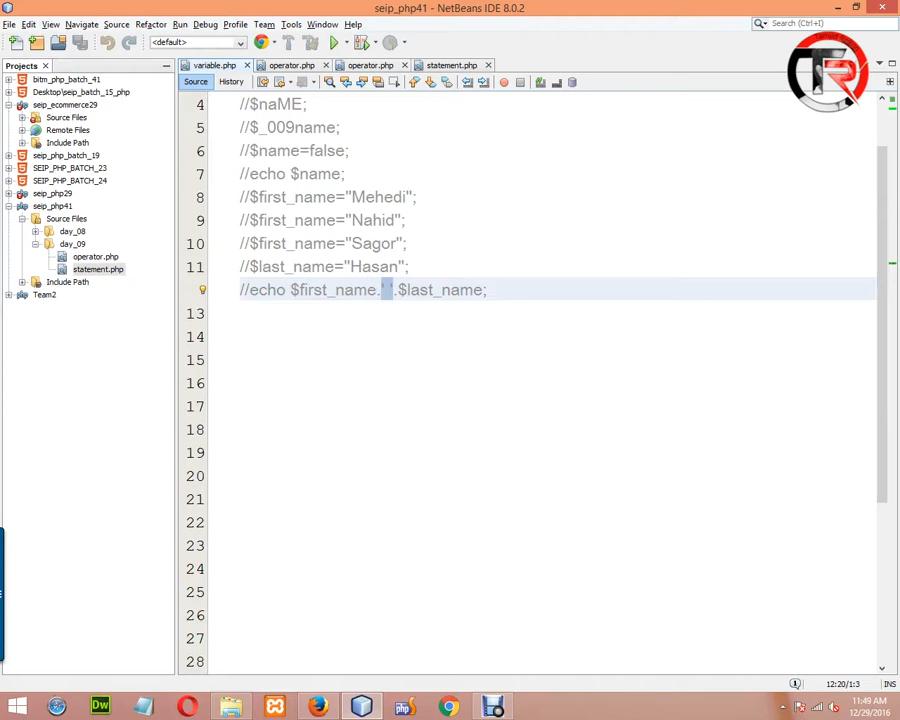 seip_php41 - NetBeans IDE 8.0.2
File Edit View Navigate Source Refactor Run Debug Profile Team Tools Window Help
Search (Ctrl+I)
<default>
Projects
variable.php operator.php operator.php statement.php
Source History
bitm_php_batch_41
Desktop\seip_batch_15_php
seip_ecommerce29
Source Files
Remote Files
Include Path
seip_php_batch_19
SEIP_PHP_BATCH_23
SEIP_PHP_BATCH_24
seip_php29
seip_php41
Source Files
day_08
day_09
operator.php
statement.php
Include Path
Team2
4 //$naME;
5 //$_009name;
6 //$name=false;
7 //echo $name;
8 //$first_name="Mehedi";
9 //$first_name="Nahid";
10 //$first_name="Sagor";
11 //$last_name="Hasan";
//echo $first_name.' '.$last_name;
13
14
15
16
17
18
19
20
21
22
23
24
25
26
27
28
12:20/1:3 INS
Dw
php
11:49 AM
12/29/2016